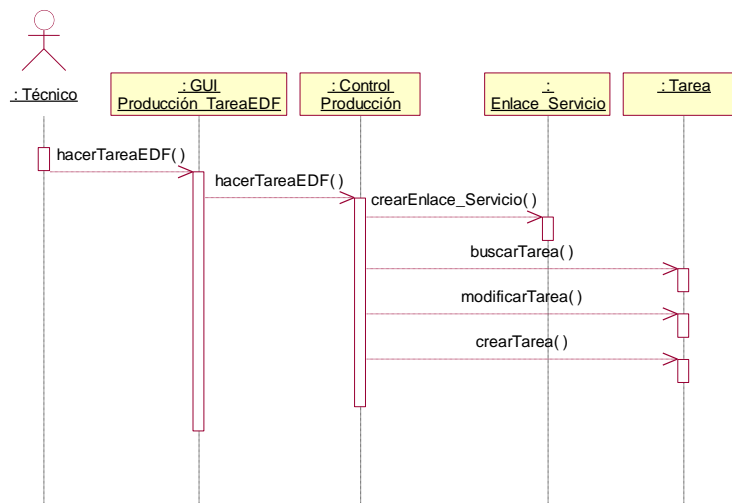 : Técnico
: GUI
Producción_TareaEDF
: Control
Producción
:
Enlace_Servicio
: Tarea
hacerTareaEDF( )
hacerTareaEDF( )
crearEnlace_Servicio( )
buscarTarea( )
modificarTarea( )
crearTarea( )